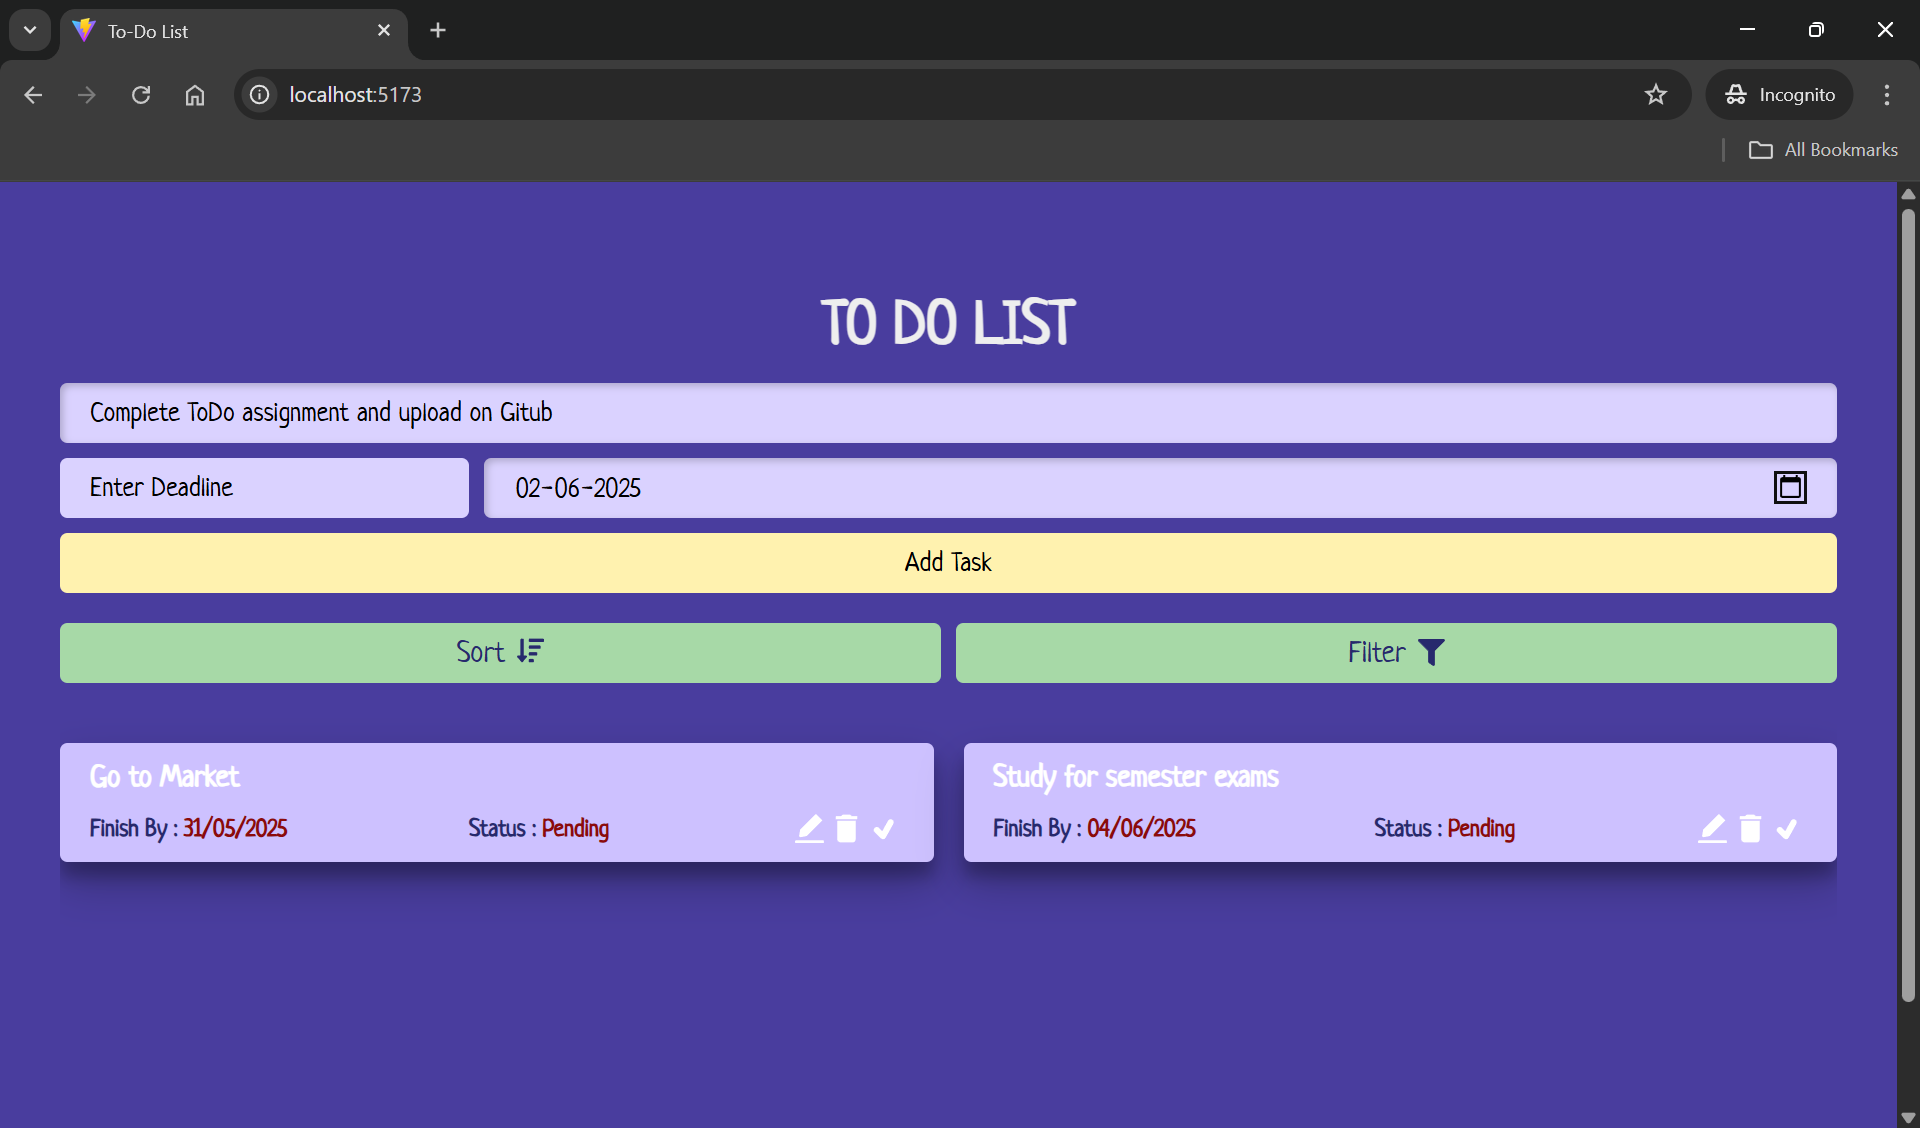 To-Do List
localhost:5173
Incognito
All Bookmarks
TO DO LIST
Complete ToDo assignment and upload on Gitub
Enter Deadline
02-06-2025
Add Task
Sort
Filter
Go to Market
Finish By : 31/05/2025
Status : Pending
Study for semester exams
Finish By : 04/06/2025
Status : Pending